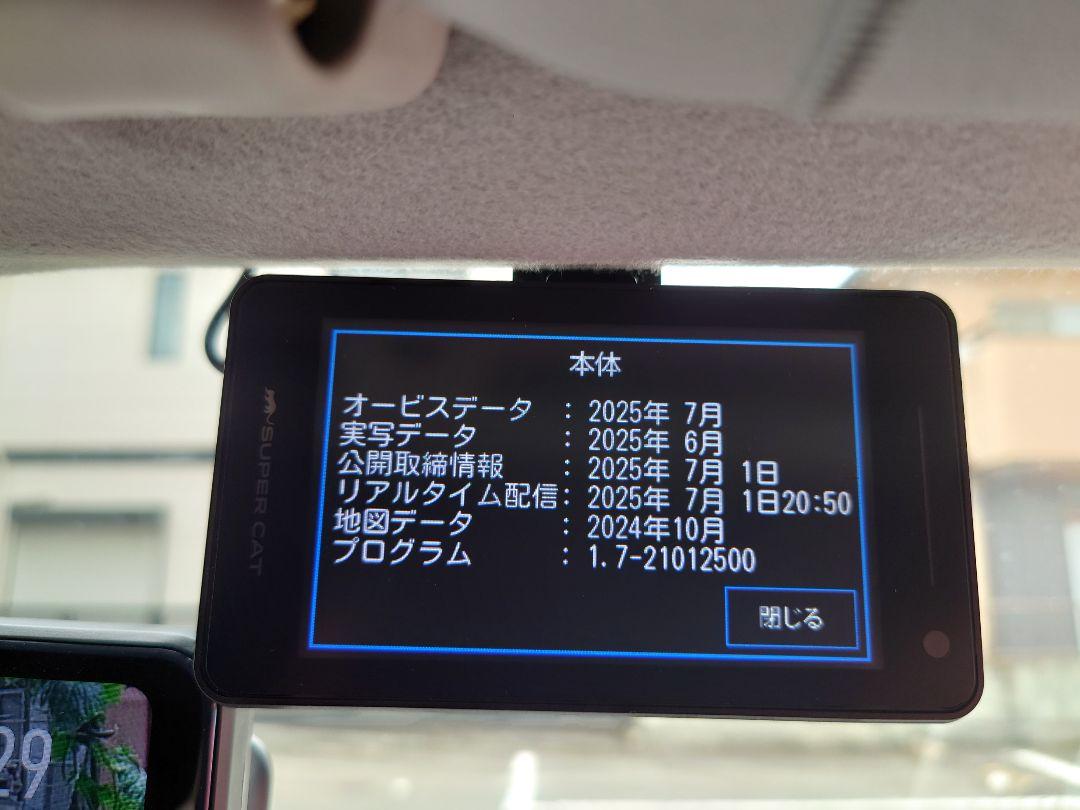 本体
オービスデータ : 2025年 7月
実写データ : 2025年 6月
公開取締情報 : 2025年 7月 1日
リアルタイム配信: 2025年 7月 1日20:50
地図データ : 2024年10月
プログラム : 1.7-21012500
閉じる
SUPER CAT
29